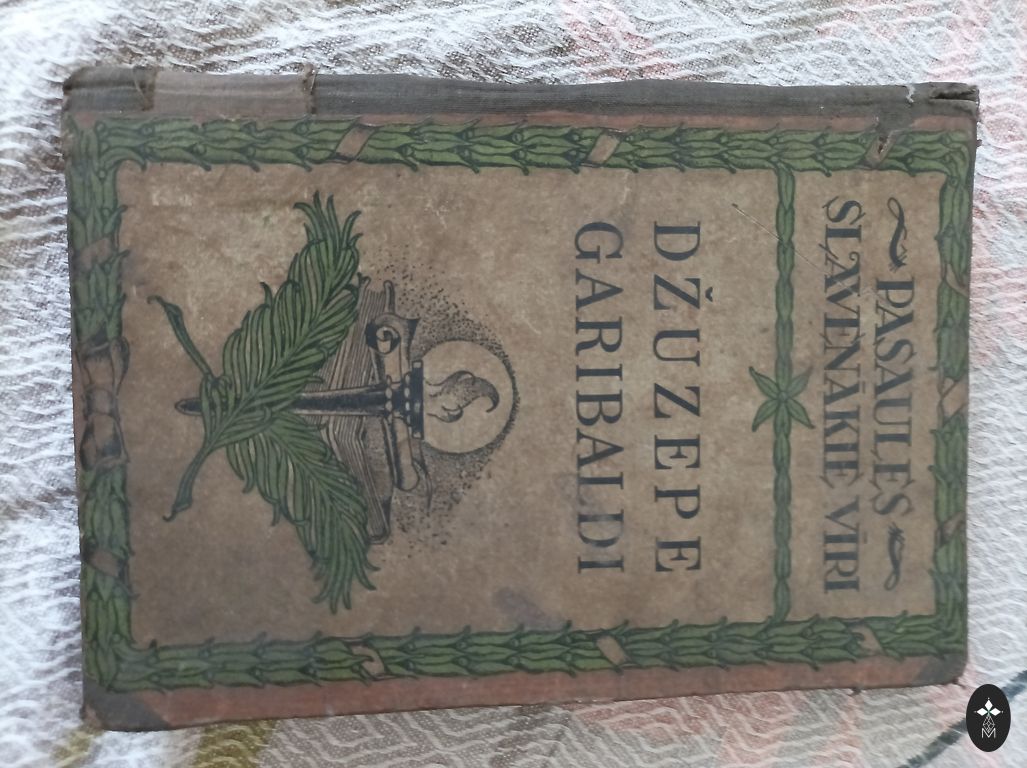 PASAULES
SLAVENĀKIE VĪRI
DŽUZEPE
GARIBALDI
M